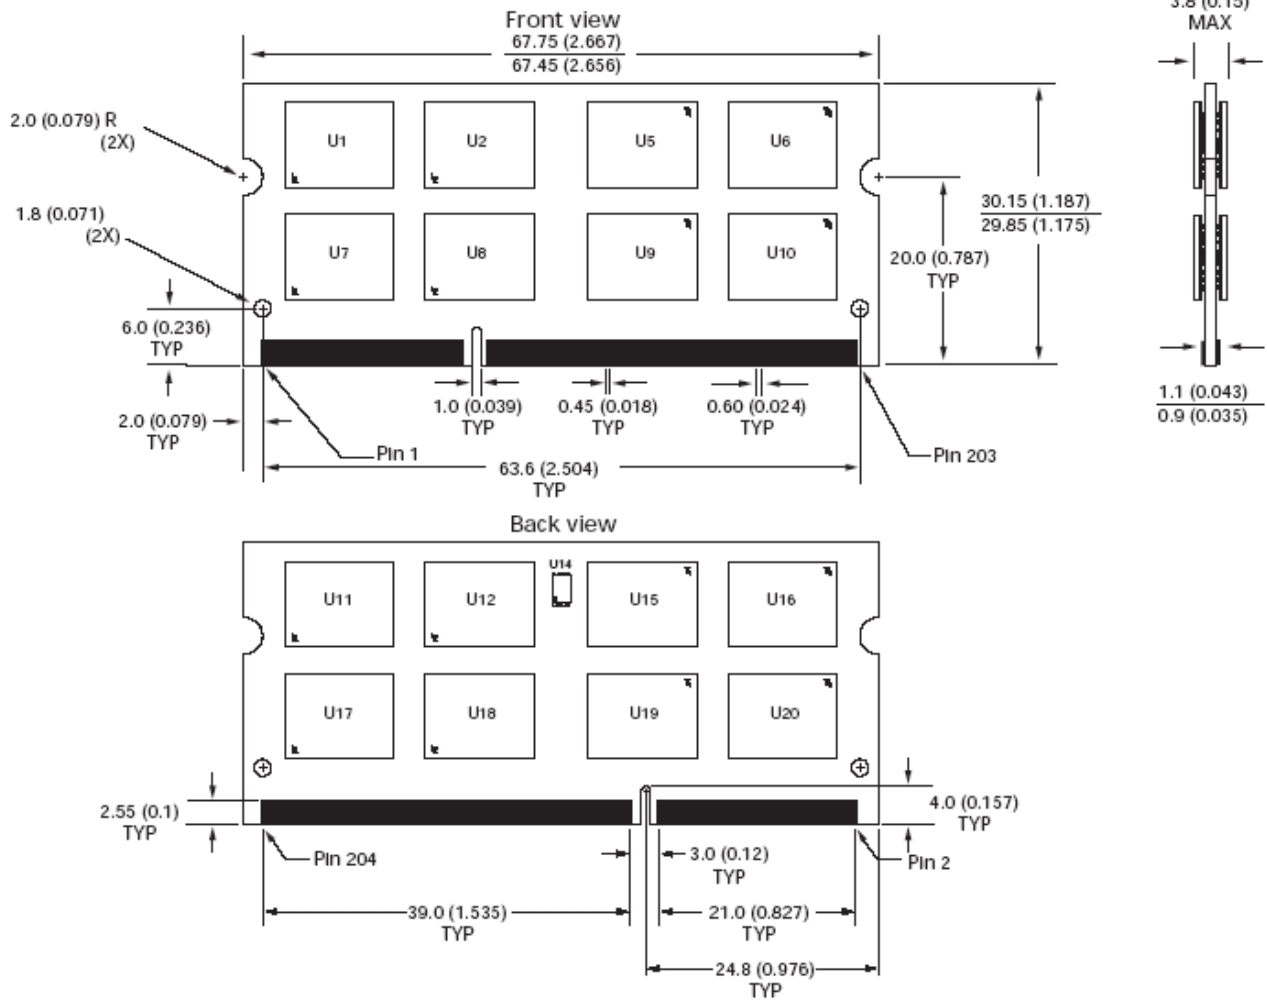 Front view
67.75 (2.667)
67.45 (2.656)
3.8 (0.15)
MAX
2.0 (0.079) R
(2X)
U1
U2
U5
U6
1.8 (0.071)
(2X)
30.15 (1.187)
29.85 (1.175)
U7
U8
U9
U10
20.0 (0.787)
TYP
6.0 (0.236)
TYP
1.0 (0.039)
TYP
0.45 (0.018)
TYP
0.60 (0.024)
TYP
1.1 (0.043)
0.9 (0.035)
2.0 (0.079)
TYP
Pin 1
63.6 (2.504)
TYP
Pin 203
Back view
U14
U11
U12
U15
U16
U17
U18
U19
U20
2.55 (0.1)
TYP
4.0 (0.157)
TYP
Pin 204
3.0 (0.12)
TYP
Pin 2
39.0 (1.535)
TYP
21.0 (0.827)
TYP
24.8 (0.976)
TYP